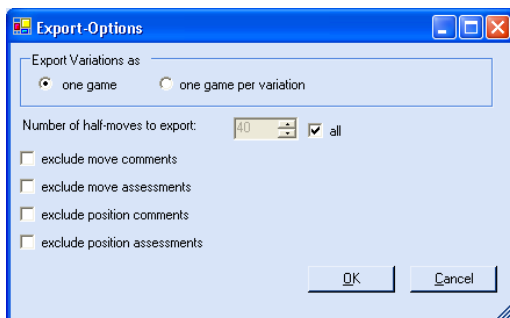 Export-Options
Export Variations as
one game one game per variation
Number of half-moves to export: 40 all
exclude move comments
exclude move assessments
exclude position comments
exclude position assessments
OK Cancel